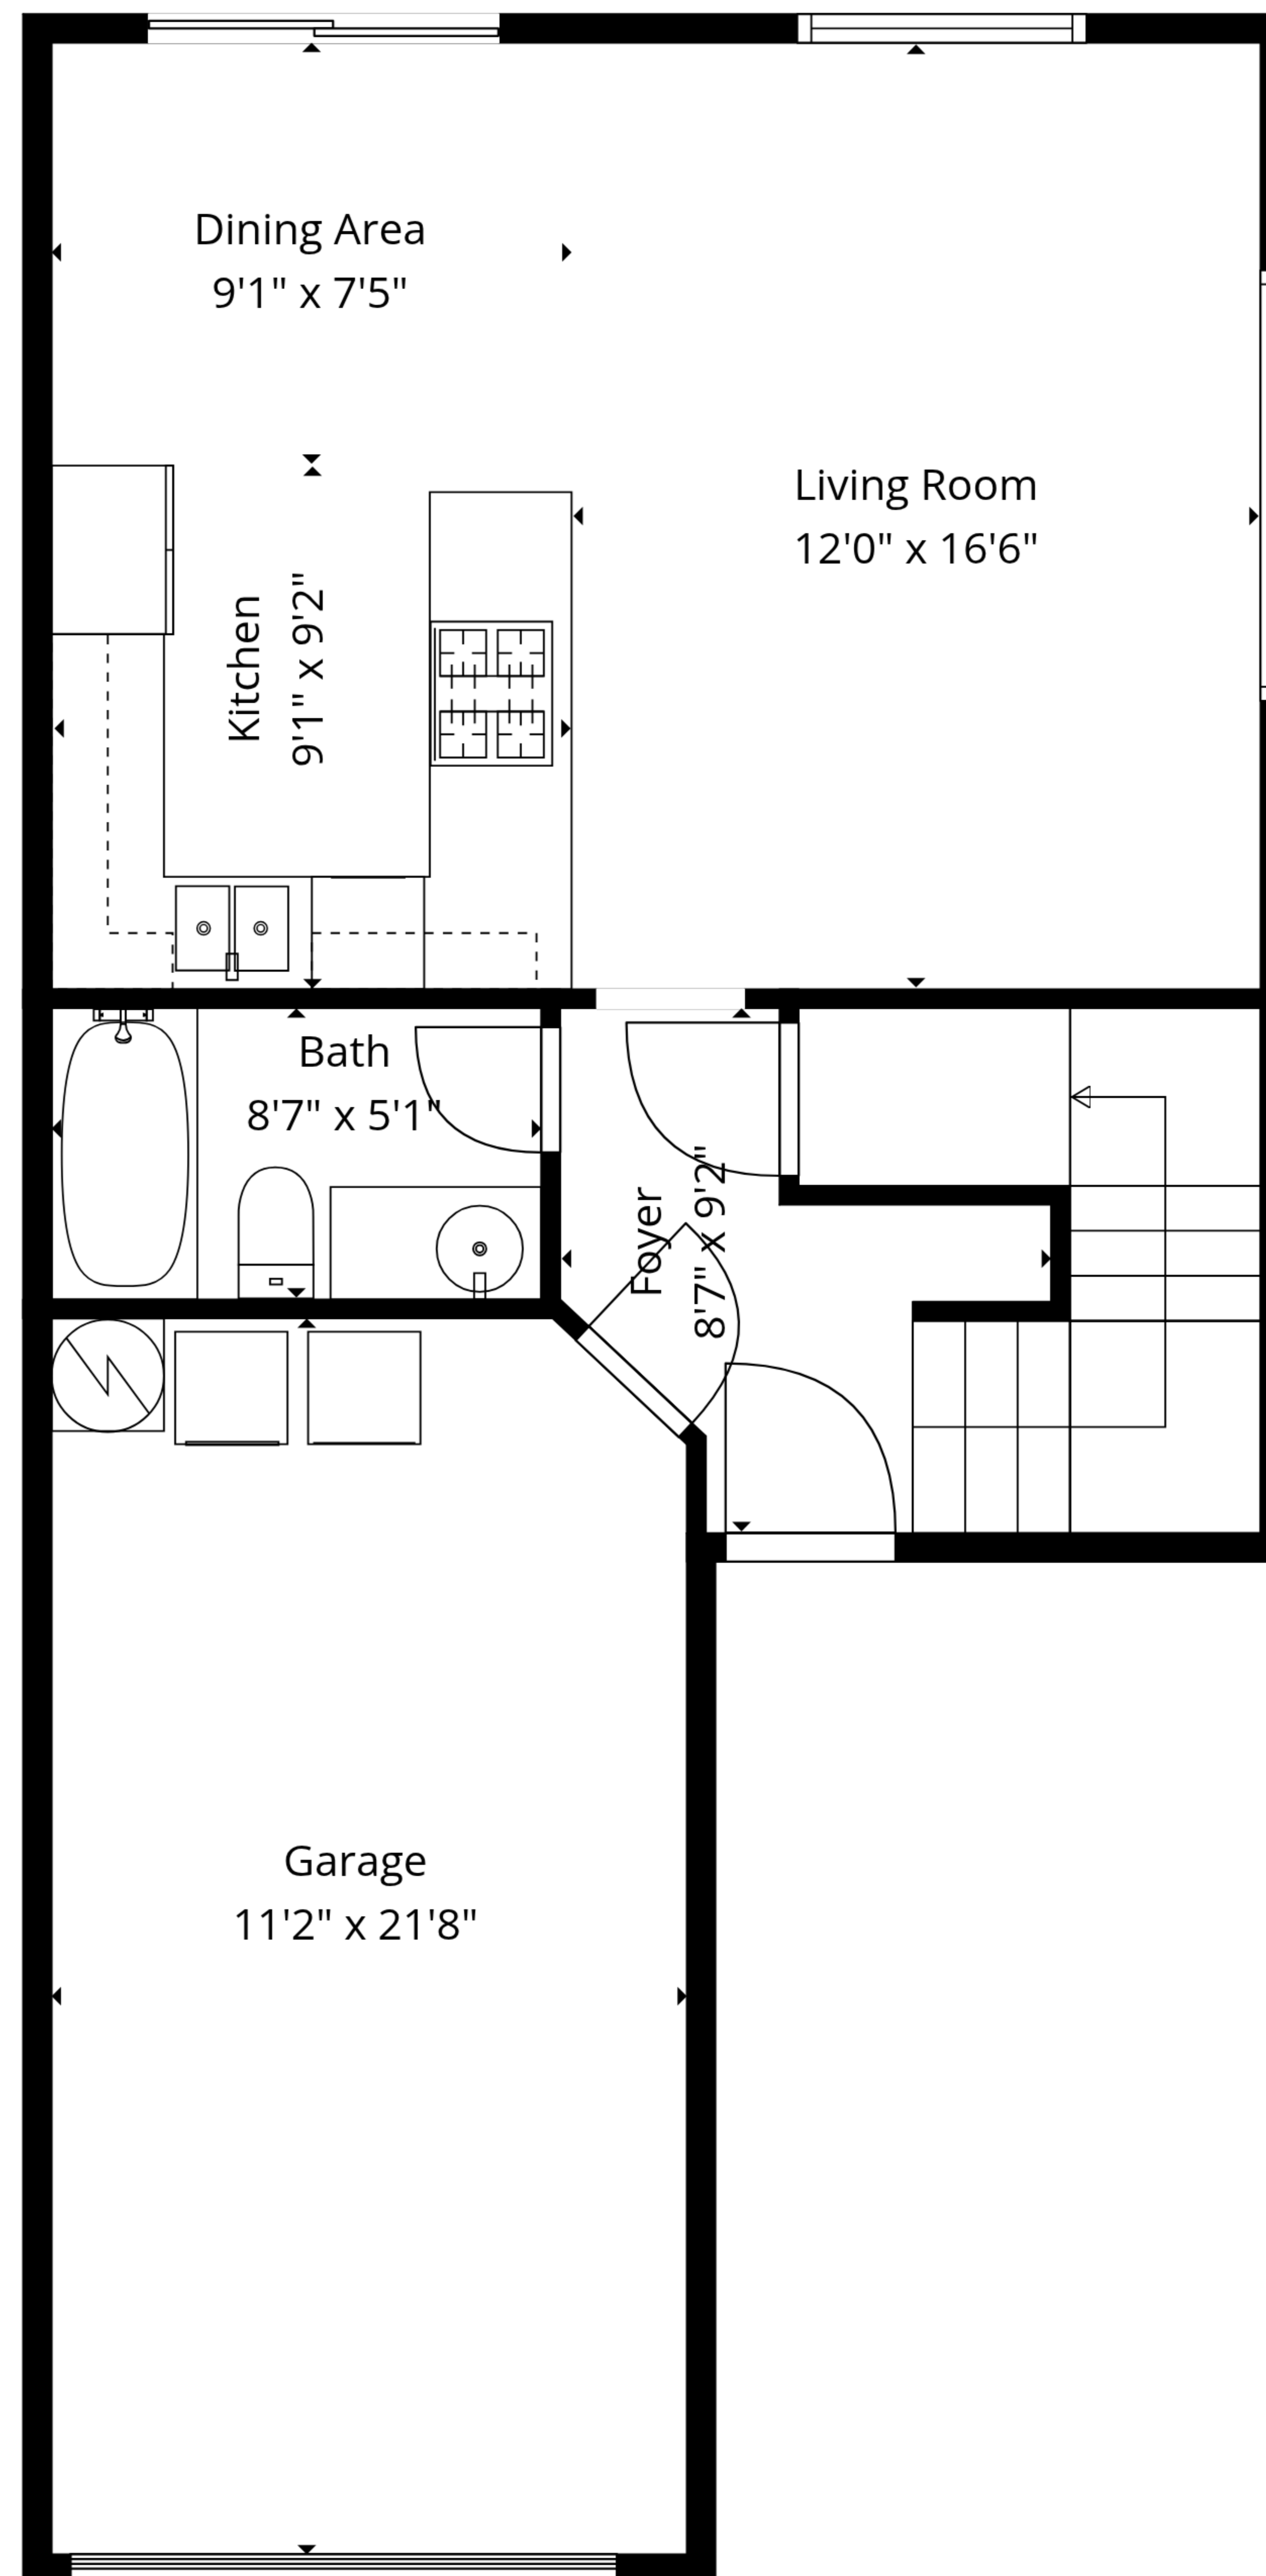 Dining Area
9'1" x 7'5"
Living Room
12'0" x 16'6"
Kitchen
9'1" x 9'2"
Bath
8'7" x 5'1"
Foyer
8'7" x 9'2"
Garage
11'2" x 21'8"